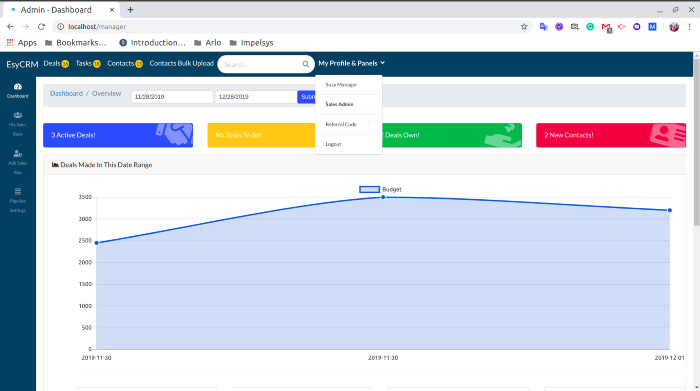 Admin - Dashboard
localhost/manager
Apps Bookmarks... Introduction... Arlo Impelsys
EsyCRM Deals Tasks Contacts Contacts Bulk Upload Search... My Profile & Panels
Suzy Manager
Sales Admin
Referral Code
Logout
Dashboard
My Sales
Reps
Add Sales
Rep
Pipeline
Settings
Dashboard / Overview 11/28/2019 12/28/2019 Subm
3 Active Deals! No Tasks To do! Deals Own! 2 New Contacts!
Deals Made In This Date Range
Budget
3500
3000
2500
2000
1500
1000
500
0
2019-11-30 2019-11-30 2019-12-01